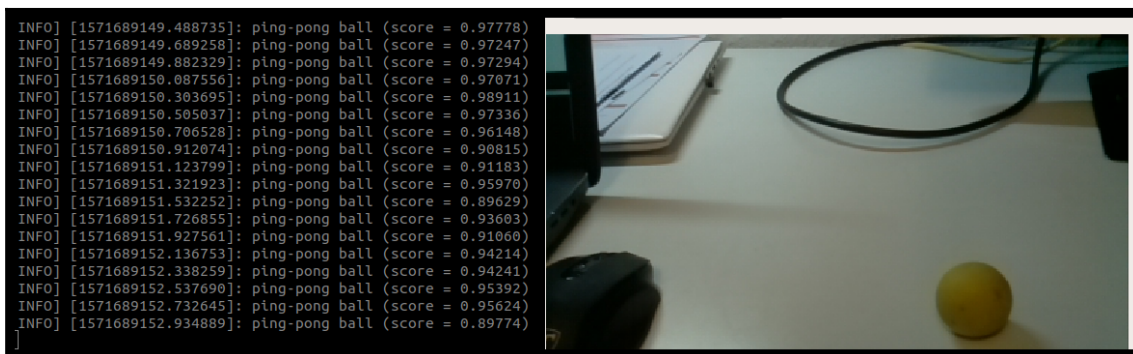 INFO] [1571689149.488735]: ping-pong ball (score = 0.97778)
INFO] [1571689149.689258]: ping-pong ball (score = 0.97247)
INFO] [1571689149.882329]: ping-pong ball (score = 0.97294)
INFO] [1571689150.087556]: ping-pong ball (score = 0.97071)
INFO] [1571689150.303695]: ping-pong ball (score = 0.98911)
INFO] [1571689150.505037]: ping-pong ball (score = 0.97336)
INFO] [1571689150.706528]: ping-pong ball (score = 0.96148)
INFO] [1571689150.912074]: ping-pong ball (score = 0.90815)
INFO] [1571689151.123799]: ping-pong ball (score = 0.91183)
INFO] [1571689151.321923]: ping-pong ball (score = 0.95970)
INFO] [1571689151.532252]: ping-pong ball (score = 0.89629)
INFO] [1571689151.726855]: ping-pong ball (score = 0.93603)
INFO] [1571689151.927561]: ping-pong ball (score = 0.91060)
INFO] [1571689152.136753]: ping-pong ball (score = 0.94214)
INFO] [1571689152.338259]: ping-pong ball (score = 0.94241)
INFO] [1571689152.537690]: ping-pong ball (score = 0.95392)
INFO] [1571689152.732645]: ping-pong ball (score = 0.95624)
INFO] [1571689152.934889]: ping-pong ball (score = 0.89774)
]